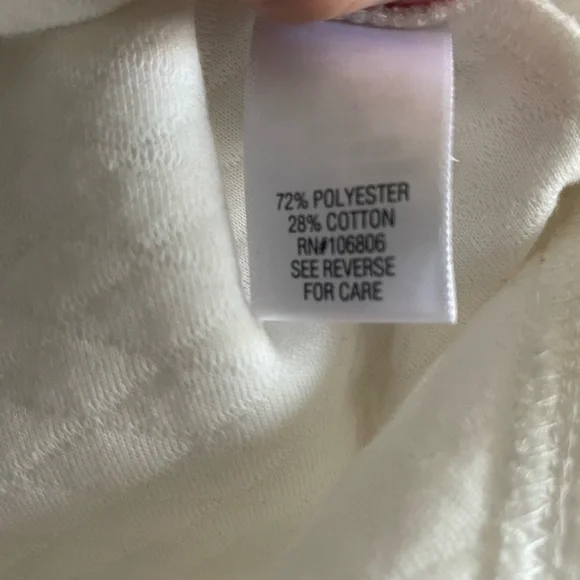 72% POLYESTER
28% COTTON
RN#106806
SEE REVERSE
FOR CARE